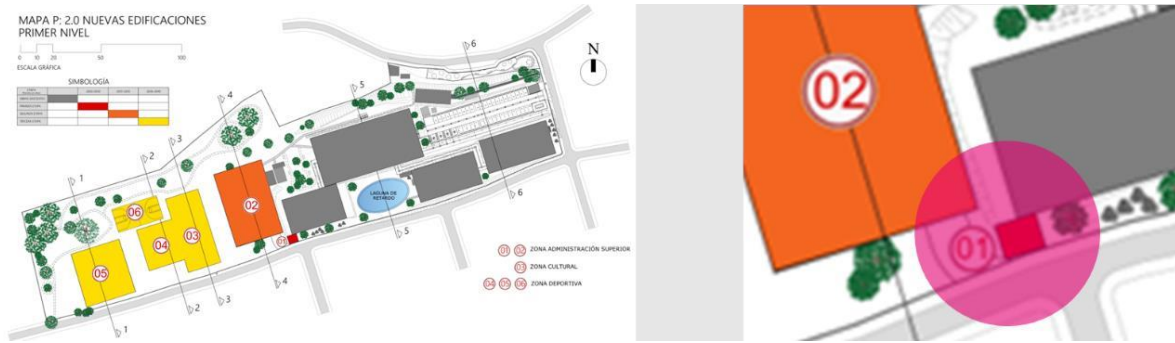 MAPA P: 2.0 NUEVAS EDIFICACIONES
PRIMER NIVEL
0 10 20 50 100
ESCALA GRÁFICA
SIMBOLOGÍA
N
6
5
4
3
2
1
06
02
03
04
05
01
LAGUNA DE
RETARDO
6
5
4
3
2
1
01 02 ZONA ADMINISTRACIÓN SUPERIOR
03 ZONA CULTURAL
04 05 06 ZONA DEPORTIVA
02
01